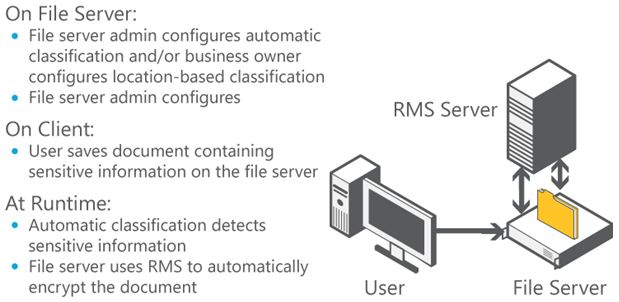 On File Server:
• File server admin configures automatic
classification and/or business owner
configures location-based classification
• File server admin configures
On Client:
• User saves document containing
sensitive information on the file server
At Runtime:
• Automatic classification detects
sensitive information
• File server uses RMS to automatically
encrypt the document
RMS Server
User
File Server